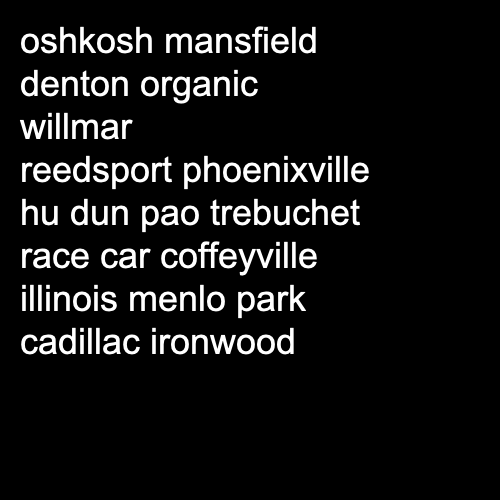 oshkosh mansfield
denton organic
willmar
reedsport phoenixville
hu dun pao trebuchet
race car coffeyville
illinois menlo park
cadillac ironwood